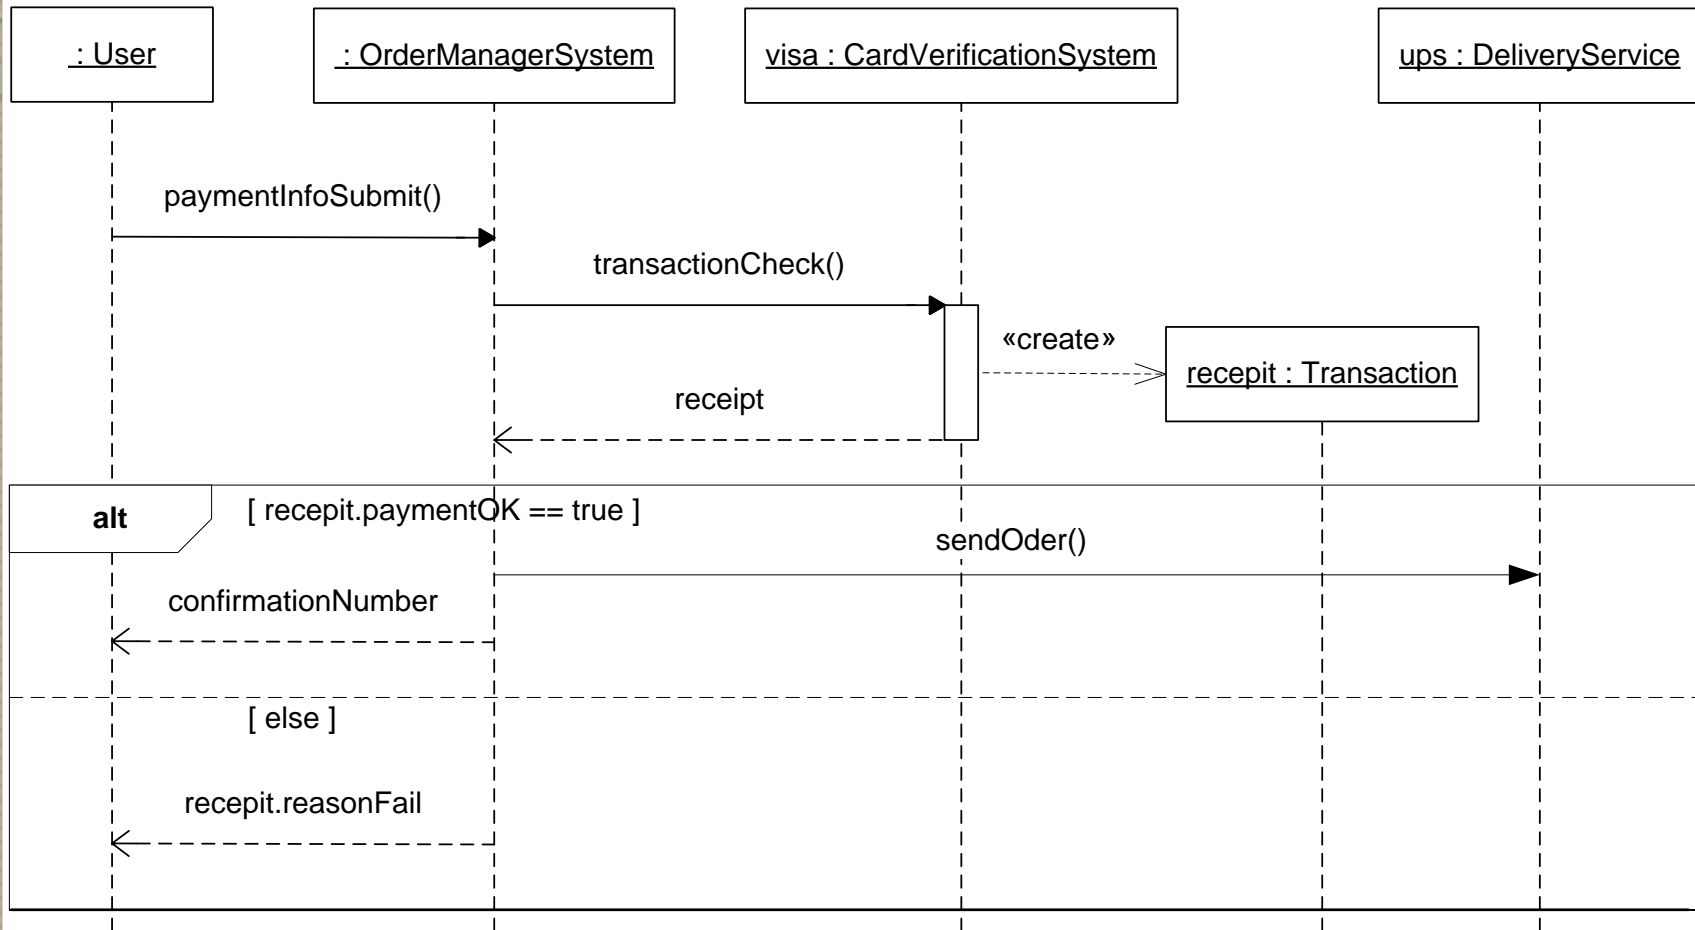 : User
: OrderManagerSystem
visa : CardVerificationSystem
ups : DeliveryService
paymentInfoSubmit()
transactionCheck()
«create»
recepit : Transaction
receipt
alt
[ recepit.paymentOK == true ]
sendOder()
confirmationNumber
[ else ]
recepit.reasonFail